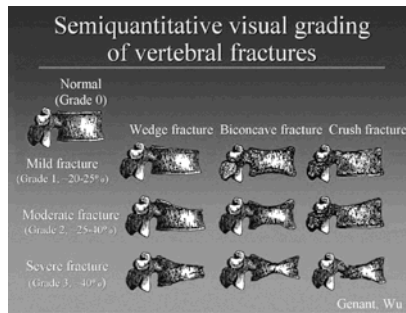 Semiquantitative visual grading
of vertebral fractures
Normal
(Grade 0)
Wedge fracture
Biconcave fracture
Crush fracture
Mild fracture
(Grade 1, ~20-25%)
Moderate fracture
(Grade 2, ~25-40%)
Severe fracture
(Grade 3, ~40%)
Genant, Wu